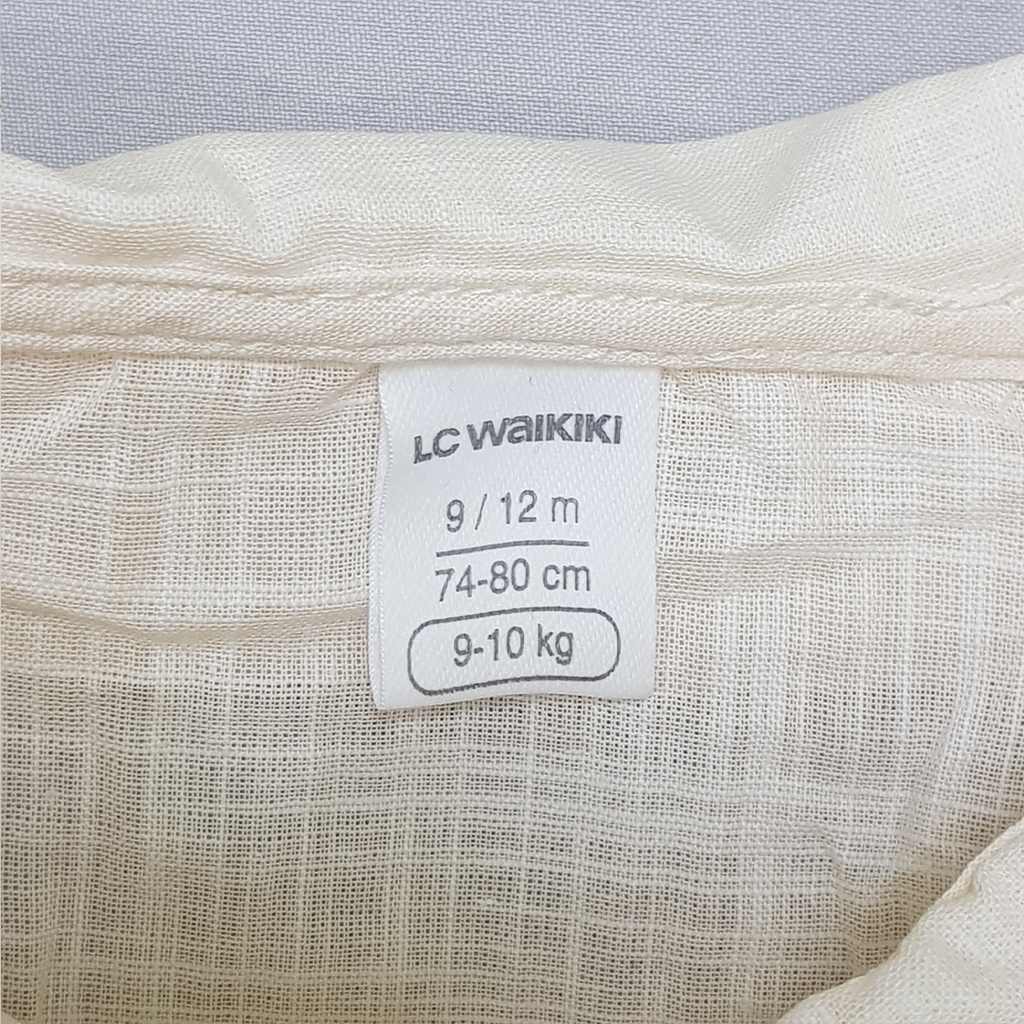 LC WAIKIKI
9 / 12 m
74-80 cm
9-10 kg